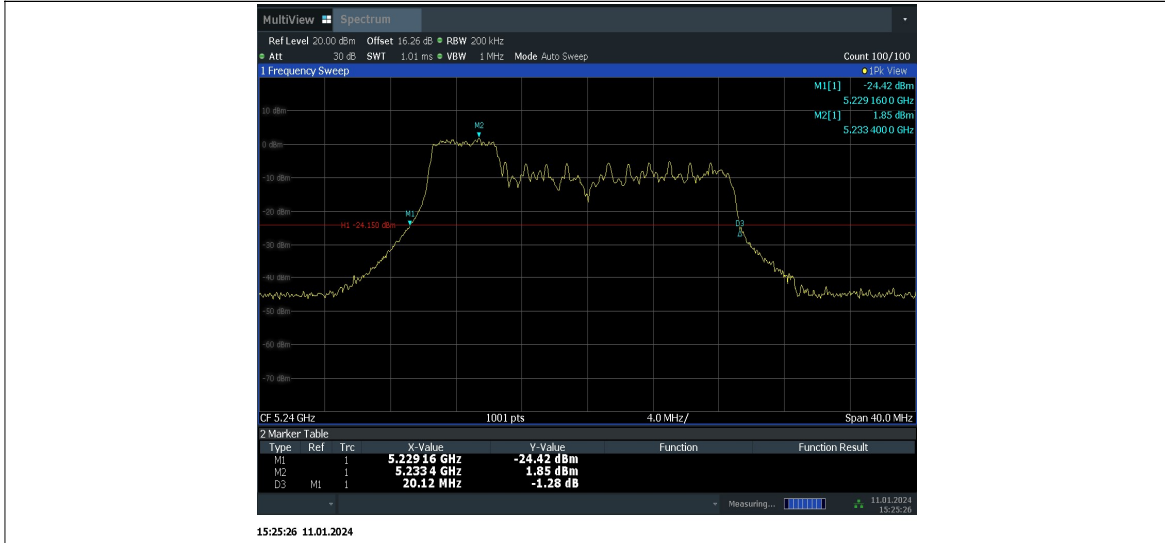 MultiView Spectrum
Ref Level 20.00 dBm Offset 16.26 dB RBW 200 kHz
Att 30 dB SWT 1.01 ms VBW 1 MHz Mode Auto Sweep Count 100/100
1 Frequency Sweep 1Pk View
M1[1] -24.42 dBm
5.229 160 0 GHz
M2[1] 1.85 dBm
5.233 400 0 GHz
10 dBm
M2
0 dBm
-10 dBm
-20 dBm
M1
H1 -24.150 dBm
D3
-30 dBm
-40 dBm
-50 dBm
-60 dBm
-70 dBm
CF 5.24 GHz 1001 pts 4.0 MHz/ Span 40.0 MHz
2 Marker Table
Type Ref Trc X-Value Y-Value Function Function Result
M1 1 5.229 16 GHz -24.42 dBm
M2 1 5.233 4 GHz 1.85 dBm
D3 M1 1 20.12 MHz -1.28 dB
Measuring... 11.01.2024
15:25:26
15:25:26 11.01.2024